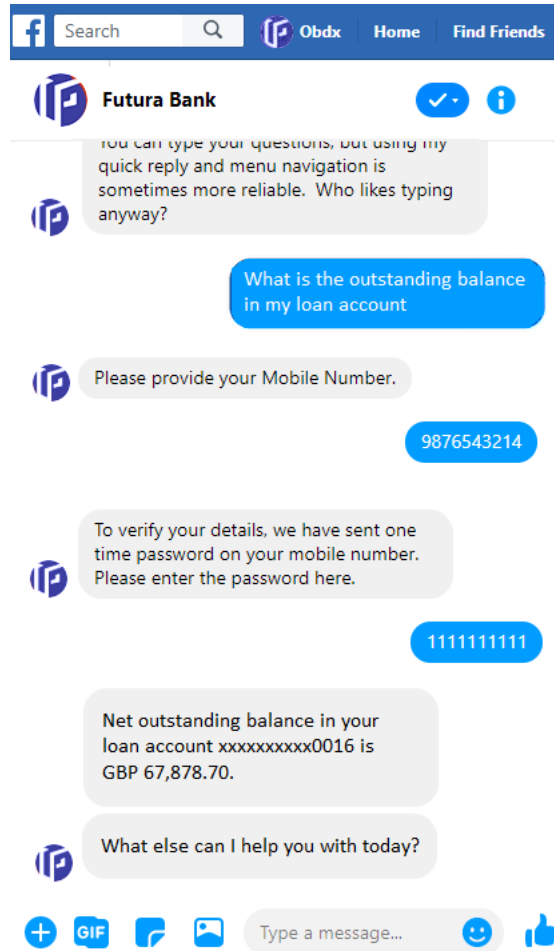 f Search Obdx Home Find Friends
Futura Bank
You can type your questions, but using my
quick reply and menu navigation is
sometimes more reliable.  Who likes typing
anyway?
What is the outstanding balance
in my loan account
Please provide your Mobile Number.
9876543214
To verify your details, we have sent one
time password on your mobile number.
Please enter the password here.
1111111111
Net outstanding balance in your
loan account xxxxxxxxxx0016 is
GBP 67,878.70.
What else can I help you with today?
GIF Type a message...